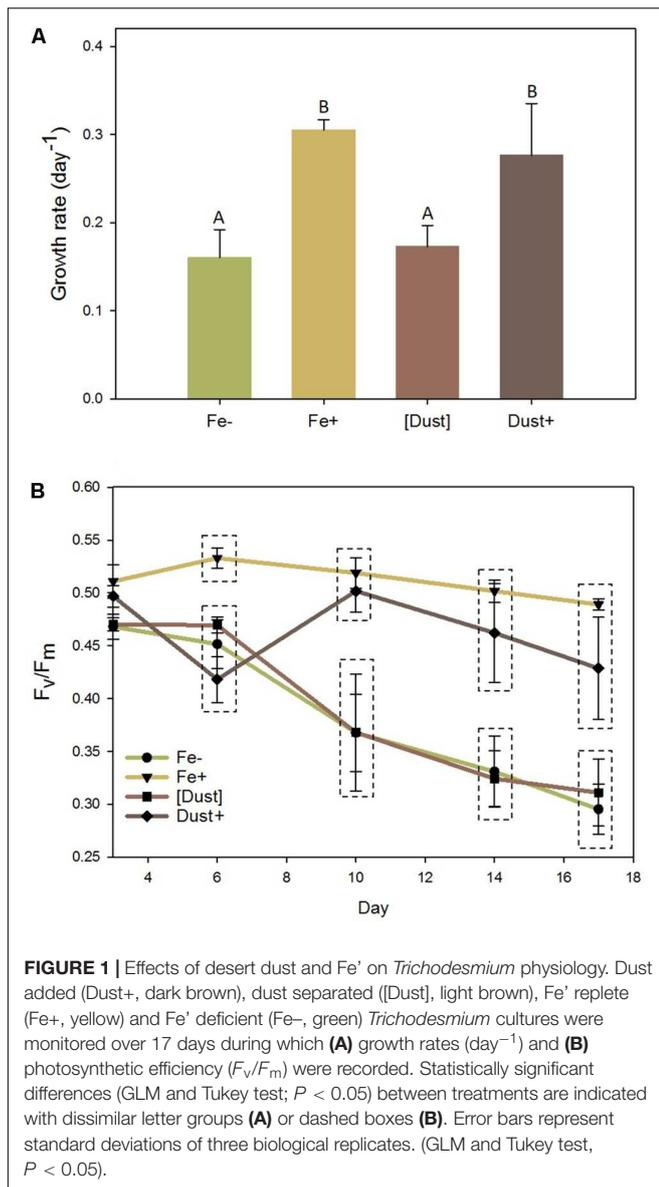 A
0.4
0.3
0.2
0.1
0.0
Growth rate (day-1)
A
B
A
B
Fe-
Fe+
[Dust]
Dust+
B
0.60
0.55
0.50
0.45
0.40
0.35
0.30
0.25
Fv/Fm
Fe-
Fe+
[Dust]
Dust+
4 6 8 10 12 14 16 18
Day
FIGURE 1 | Effects of desert dust and Fe’ on Trichodesmium physiology. Dust
added (Dust+, dark brown), dust separated ([Dust], light brown), Fe’ replete
(Fe+, yellow) and Fe’ deficient (Fe–, green) Trichodesmium cultures were
monitored over 17 days during which (A) growth rates (day−1) and (B)
photosynthetic efficiency (Fv/Fm) were recorded. Statistically significant
differences (GLM and Tukey test; P < 0.05) between treatments are indicated
with dissimilar letter groups (A) or dashed boxes (B). Error bars represent
standard deviations of three biological replicates. (GLM and Tukey test,
P < 0.05).